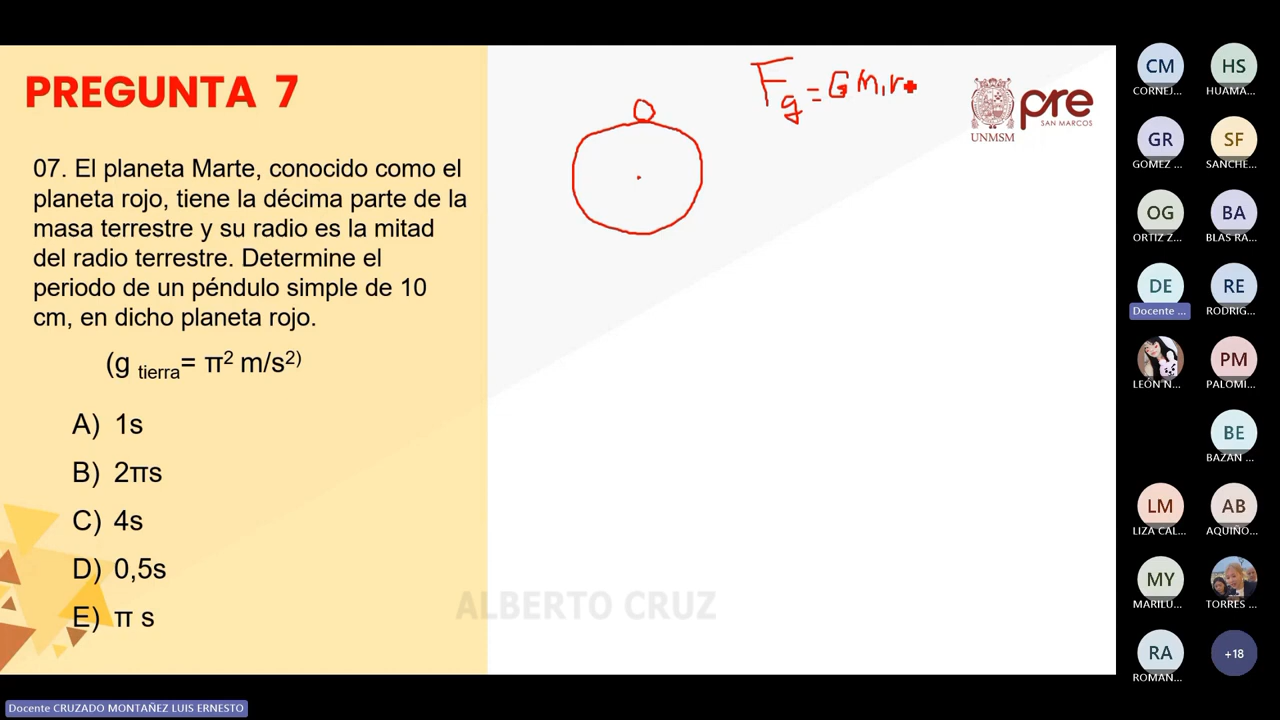 PREGUNTA 7
07. El planeta Marte, conocido como el
planeta rojo, tiene la décima parte de la
masa terrestre y su radio es la mitad
del radio terrestre. Determine el
periodo de un péndulo simple de 10
cm, en dicho planeta rojo.
(g tierra= π² m/s²⁾
A) 1s
B) 2πs
C) 4s
D) 0,5s
E) π s
Fg = G m₁
UNMSM
pre
SAN MARCOS
ALBERTO CRUZ
CM
CORNEJ...
HS
HUAMA...
GR
GOMEZ ...
SF
SANCHE...
OG
ORTIZ Z...
BA
BLAS RA...
DE
Docente ...
RE
RODRIG...
LEÓN N...
PM
PALOMI...
BE
BAZAN ...
LM
LIZA CAL...
AB
AQUIÑO...
MY
MARILÚ...
TORRES ...
RA
ROMAN...
+18
Docente CRUZADO MONTAÑEZ LUIS ERNESTO